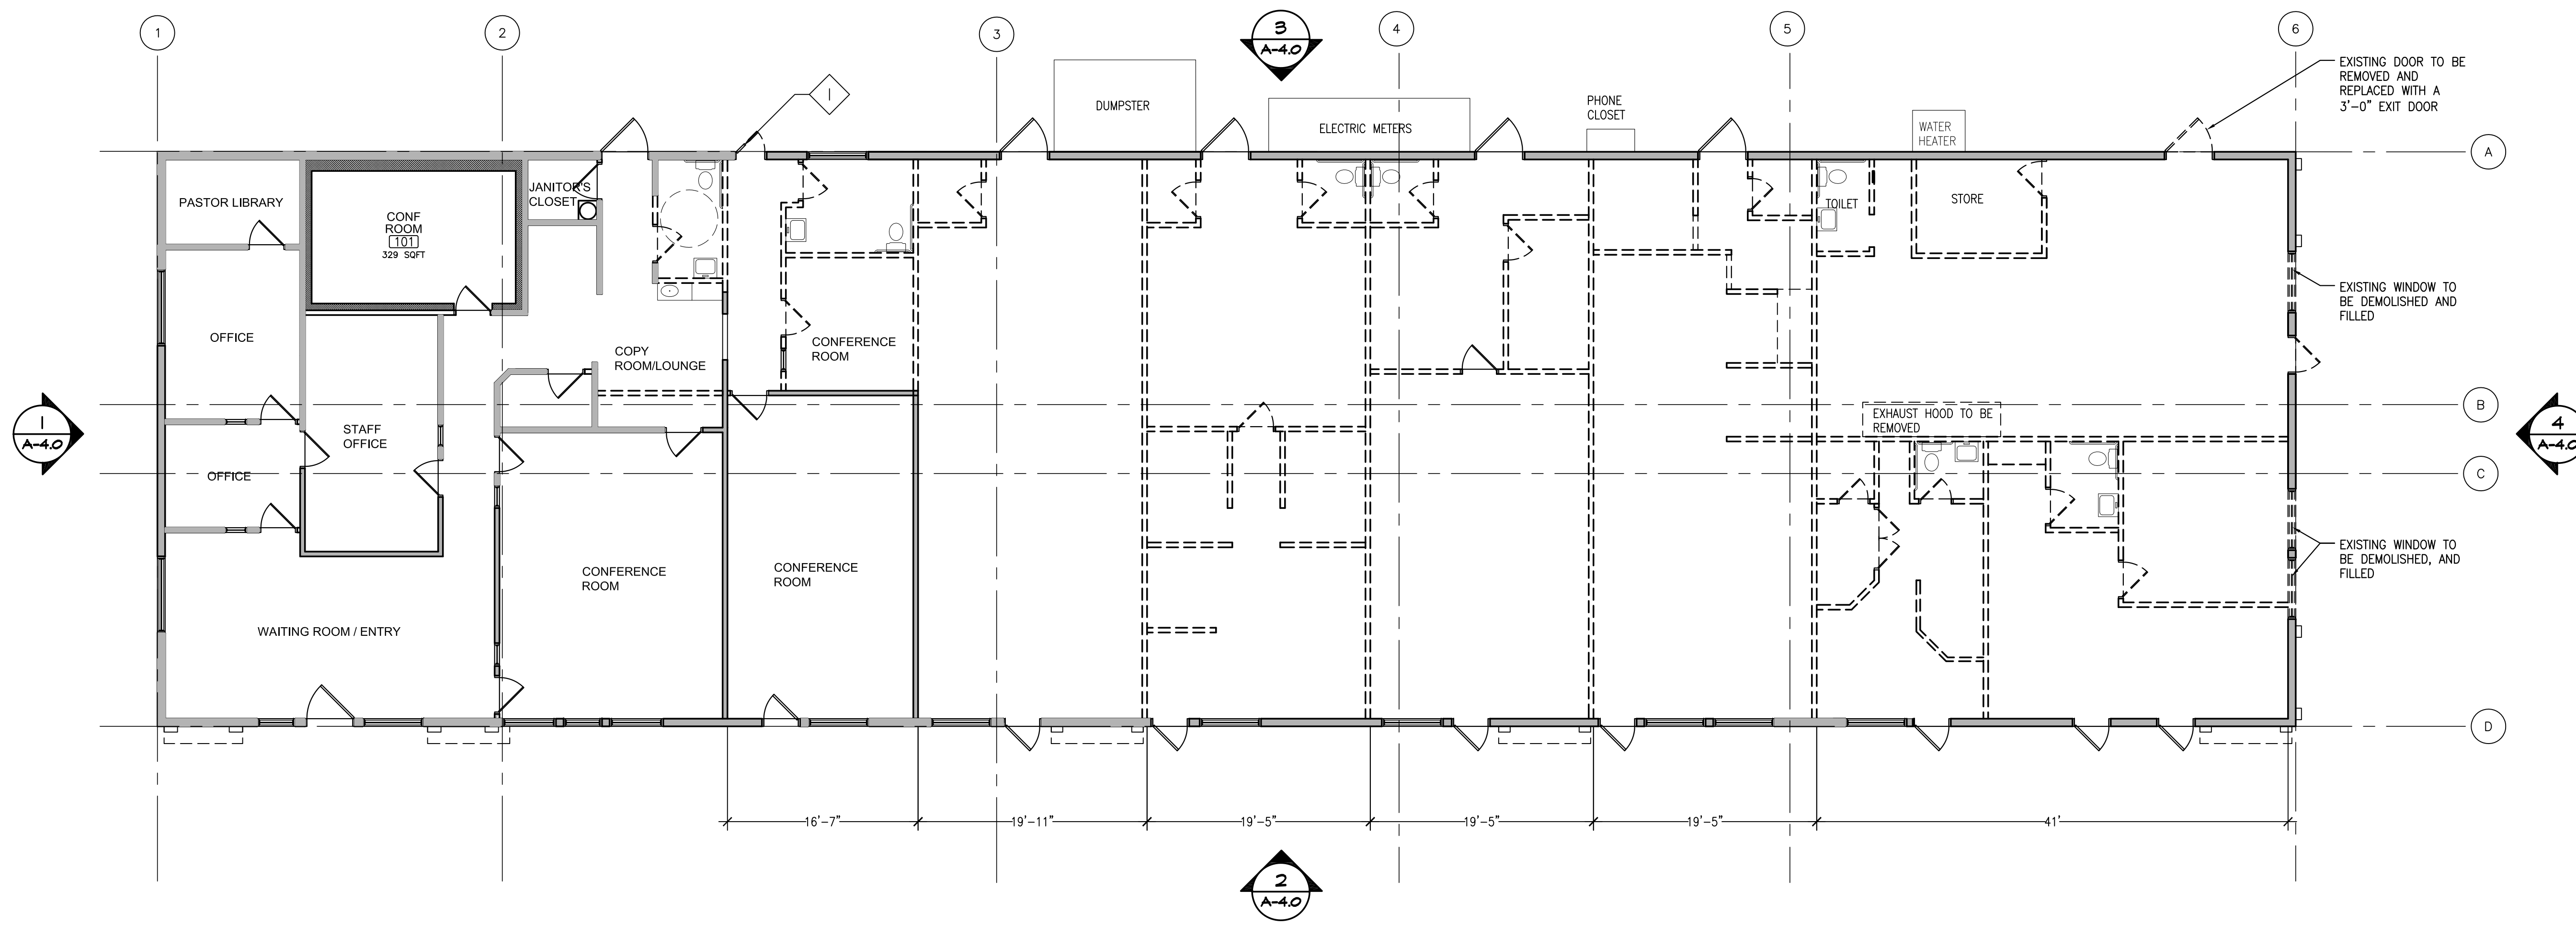 1
2
3
3
A-4.0
4
5
6
EXISTING DOOR TO BE
REMOVED AND
REPLACED WITH A
3'-0" EXIT DOOR
1
DUMPSTER
ELECTRIC METERS
PHONE
CLOSET
WATER
HEATER
A
PASTOR LIBRARY
CONF
ROOM
101
329 SQFT
JANITOR'S
CLOSET
TOILET
STORE
EXISTING WINDOW TO
BE DEMOLISHED AND
FILLED
OFFICE
COPY
ROOM/LOUNGE
CONFERENCE
ROOM
1
A-4.0
STAFF
OFFICE
EXHAUST HOOD TO BE
REMOVED
B
4
A-4.0
OFFICE
C
CONFERENCE
ROOM
CONFERENCE
ROOM
EXISTING WINDOW TO
BE DEMOLISHED, AND
FILLED
WAITING ROOM / ENTRY
D
16'-7"
19'-11"
19'-5"
19'-5"
19'-5"
41'
2
A-4.0